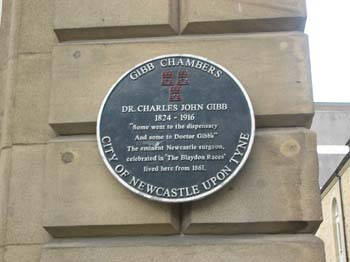 GIBB CHAMBERS
DR. CHARLES JOHN GIBB
1824 - 1916
"Some went to the dispensary
And some to Doctor Gibbs"
The eminent Newcastle surgeon,
celebrated in 'The Blaydon Races'
lived here from 1861.
CITY OF NEWCASTLE UPON TYNE